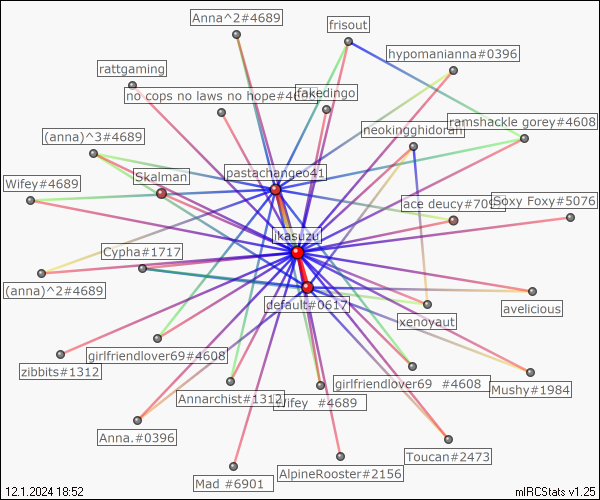 Anna^2#4689
frisout
hypomanianna#0396
rattgaming
no cops no laws no hope#4689
fakedingo
ramshackle gorey#4608
neokingghidorah
(anna)^3#4689
pastachangeo41
Skalman
Wifey#4689
ace deucy#709
Soxy Foxy#5076
ikasuzu
Cypha#1717
(anna)^2#4689
default#0617
avelicious
xenoyaut
girlfriendlover69#4608
zibbits#1312
girlfriendlover69 #4608
Mushy#1984
Annarchist#1312
Wifey #4689
Anna.#0396
Toucan#2473
AlpineRooster#2156
Mad #6901
12.1.2024 18:52
mIRCStats v1.25